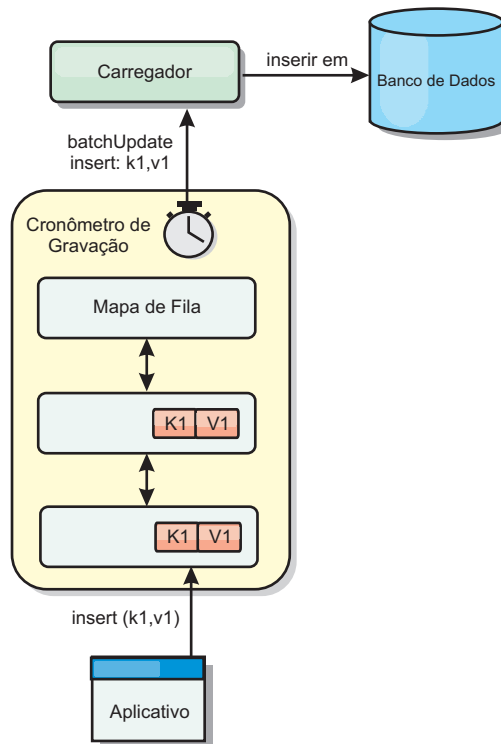 Carregador
inserir em
Banco de Dados
batchUpdate
insert: k1,v1
Cronômetro de
Gravação
Mapa de Fila
K1 V1
K1 V1
insert (k1,v1)
Aplicativo